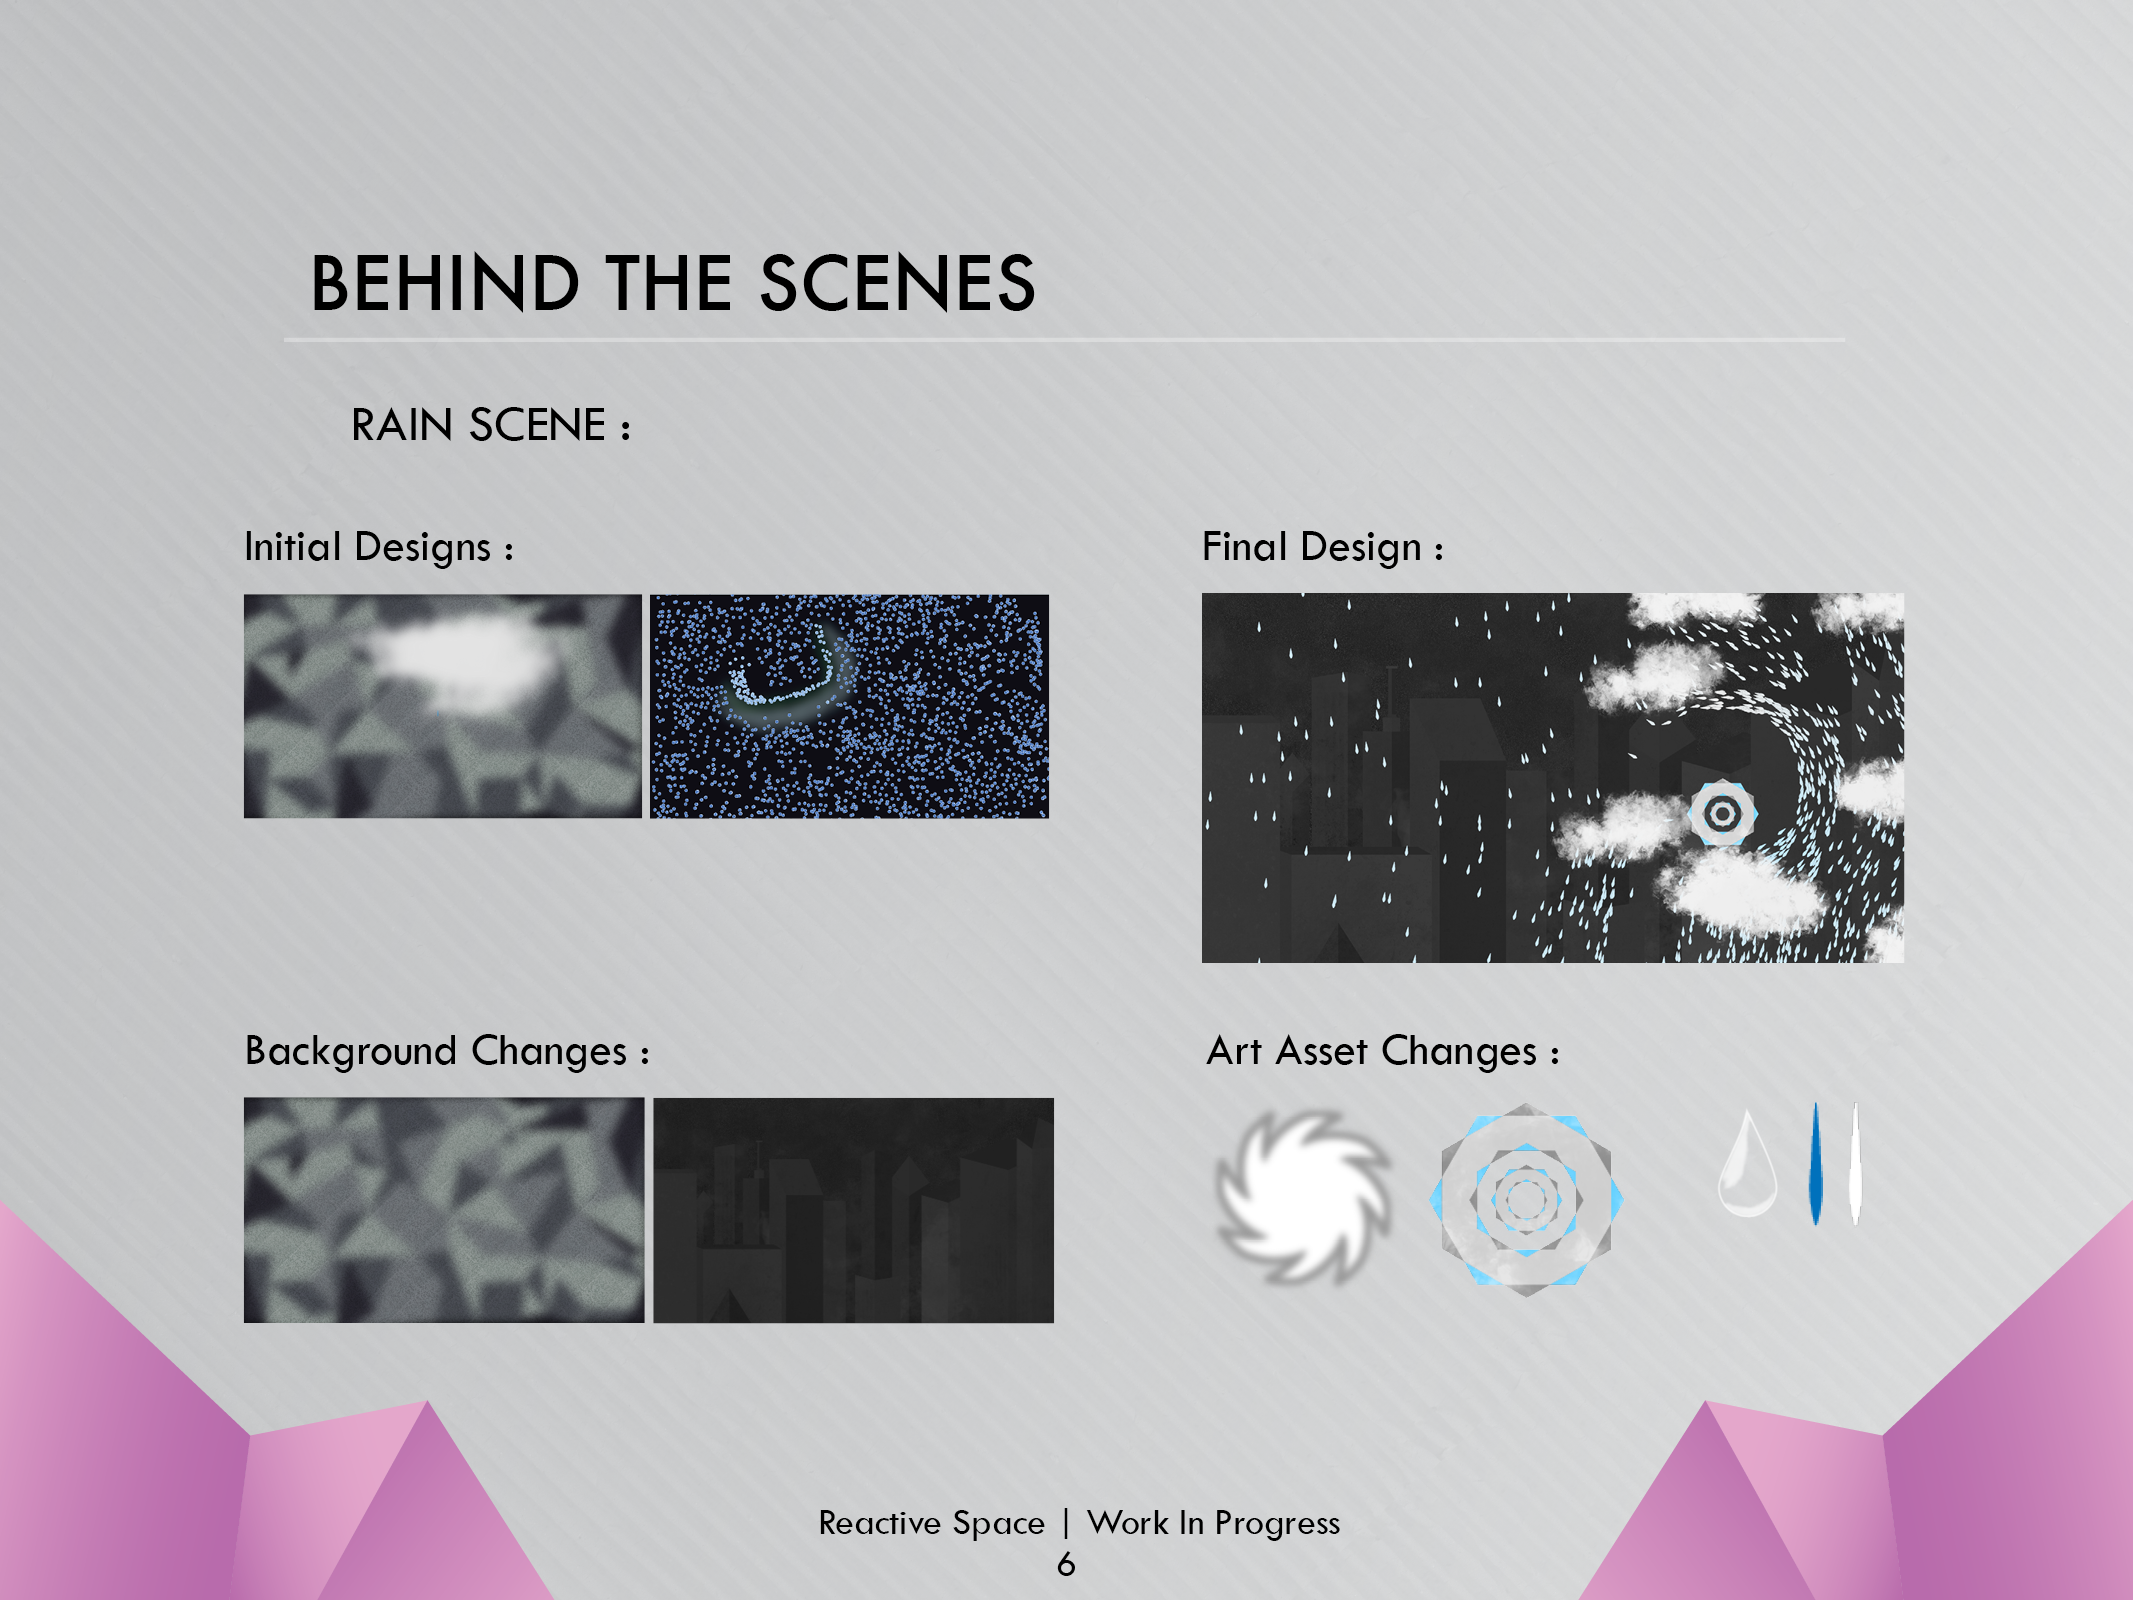 BEHIND THE SCENES
RAIN SCENE :
Initial Designs :
Final Design :
Background Changes :
Art Asset Changes :
Reactive Space | Work In Progress
6